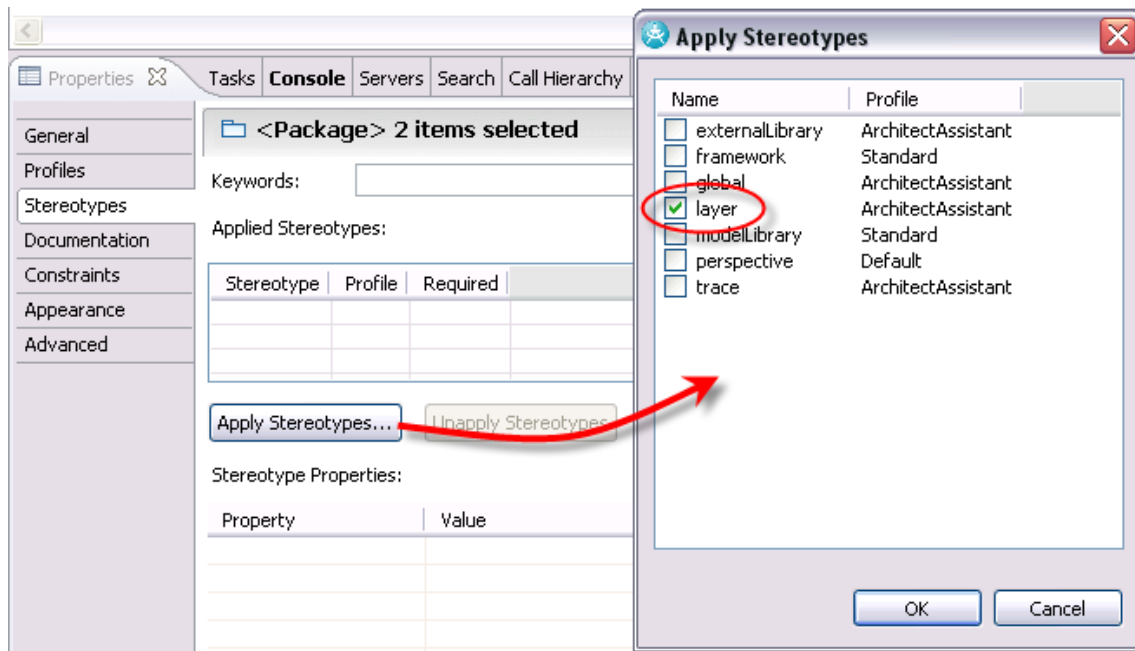 Properties
Tasks Console Servers Search Call Hierarchy
General
Profiles
Stereotypes
Documentation
Constraints
Appearance
Advanced
<Package> 2 items selected
Keywords:
Applied Stereotypes:
Stereotype Profile Required
Apply Stereotypes... Unapply Stereotypes
Stereotype Properties:
Property Value
Apply Stereotypes
Name Profile
externalLibrary ArchitectAssistant
framework Standard
global ArchitectAssistant
layer ArchitectAssistant
modelLibrary Standard
perspective Default
trace ArchitectAssistant
OK Cancel